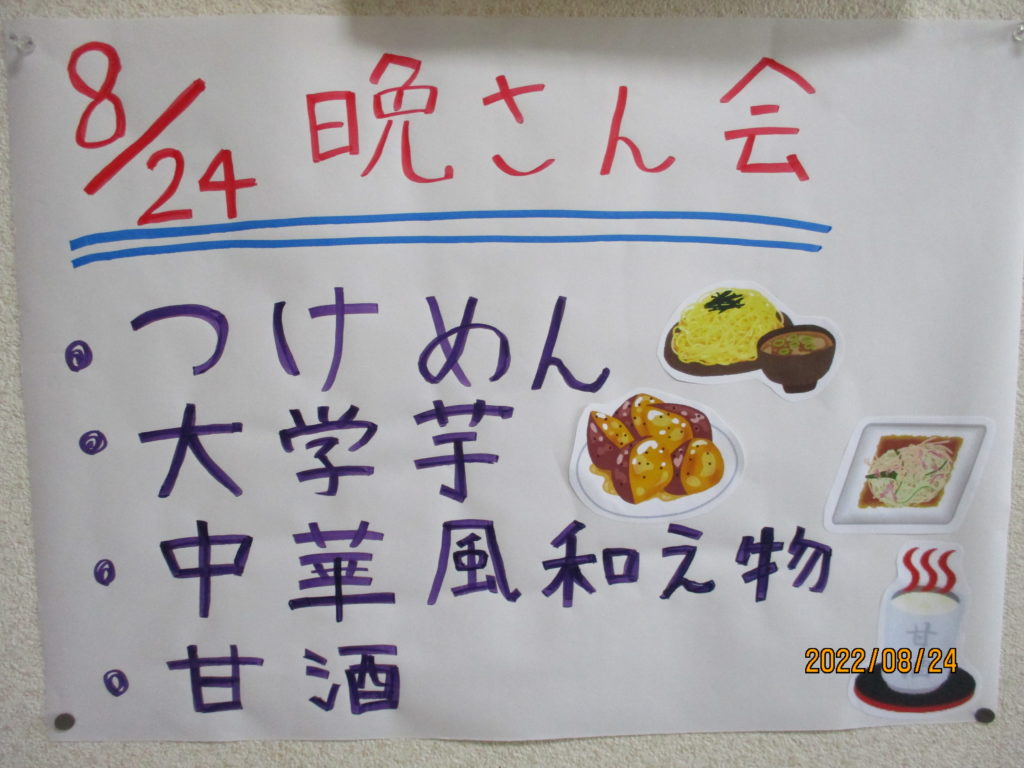 8/24 晩さん会
・つけめん
・大学芋
・中華風和え物
・甘酒
甘
2022/08/24